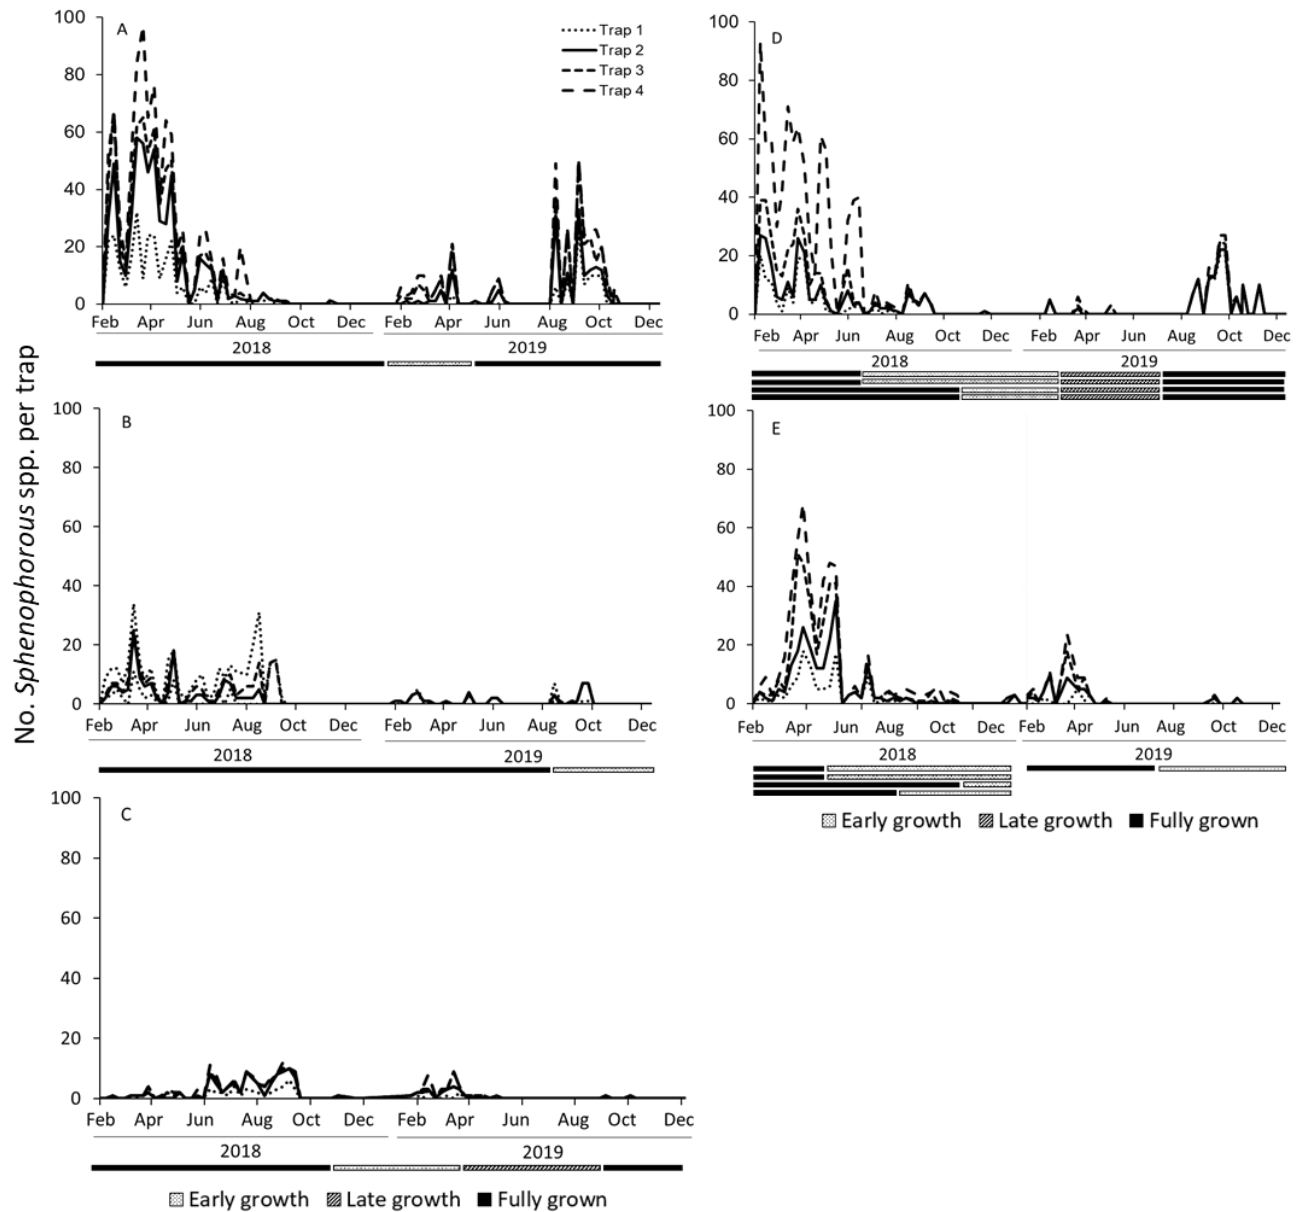 No. Sphenophorous spp. per trap
A
Trap 1
Trap 2
Trap 3
Trap 4
100
80
60
40
20
0
Feb Apr Jun Aug Oct Dec Feb Apr Jun Aug Oct Dec
2018 2019
D
100
80
60
40
20
0
Feb Apr Jun Aug Oct Dec Feb Apr Jun Aug Oct Dec
2018 2019
B
100
80
60
40
20
0
Feb Apr Jun Aug Oct Dec Feb Apr Jun Aug Oct Dec
2018 2019
E
100
80
60
40
20
0
Feb Apr Jun Aug Oct Dec Feb Apr Jun Aug Oct Dec
2018 2019
Early growth Late growth Fully grown
C
100
80
60
40
20
0
Feb Apr Jun Aug Oct Dec Feb Apr Jun Aug Oct Dec
2018 2019
Early growth Late growth Fully grown